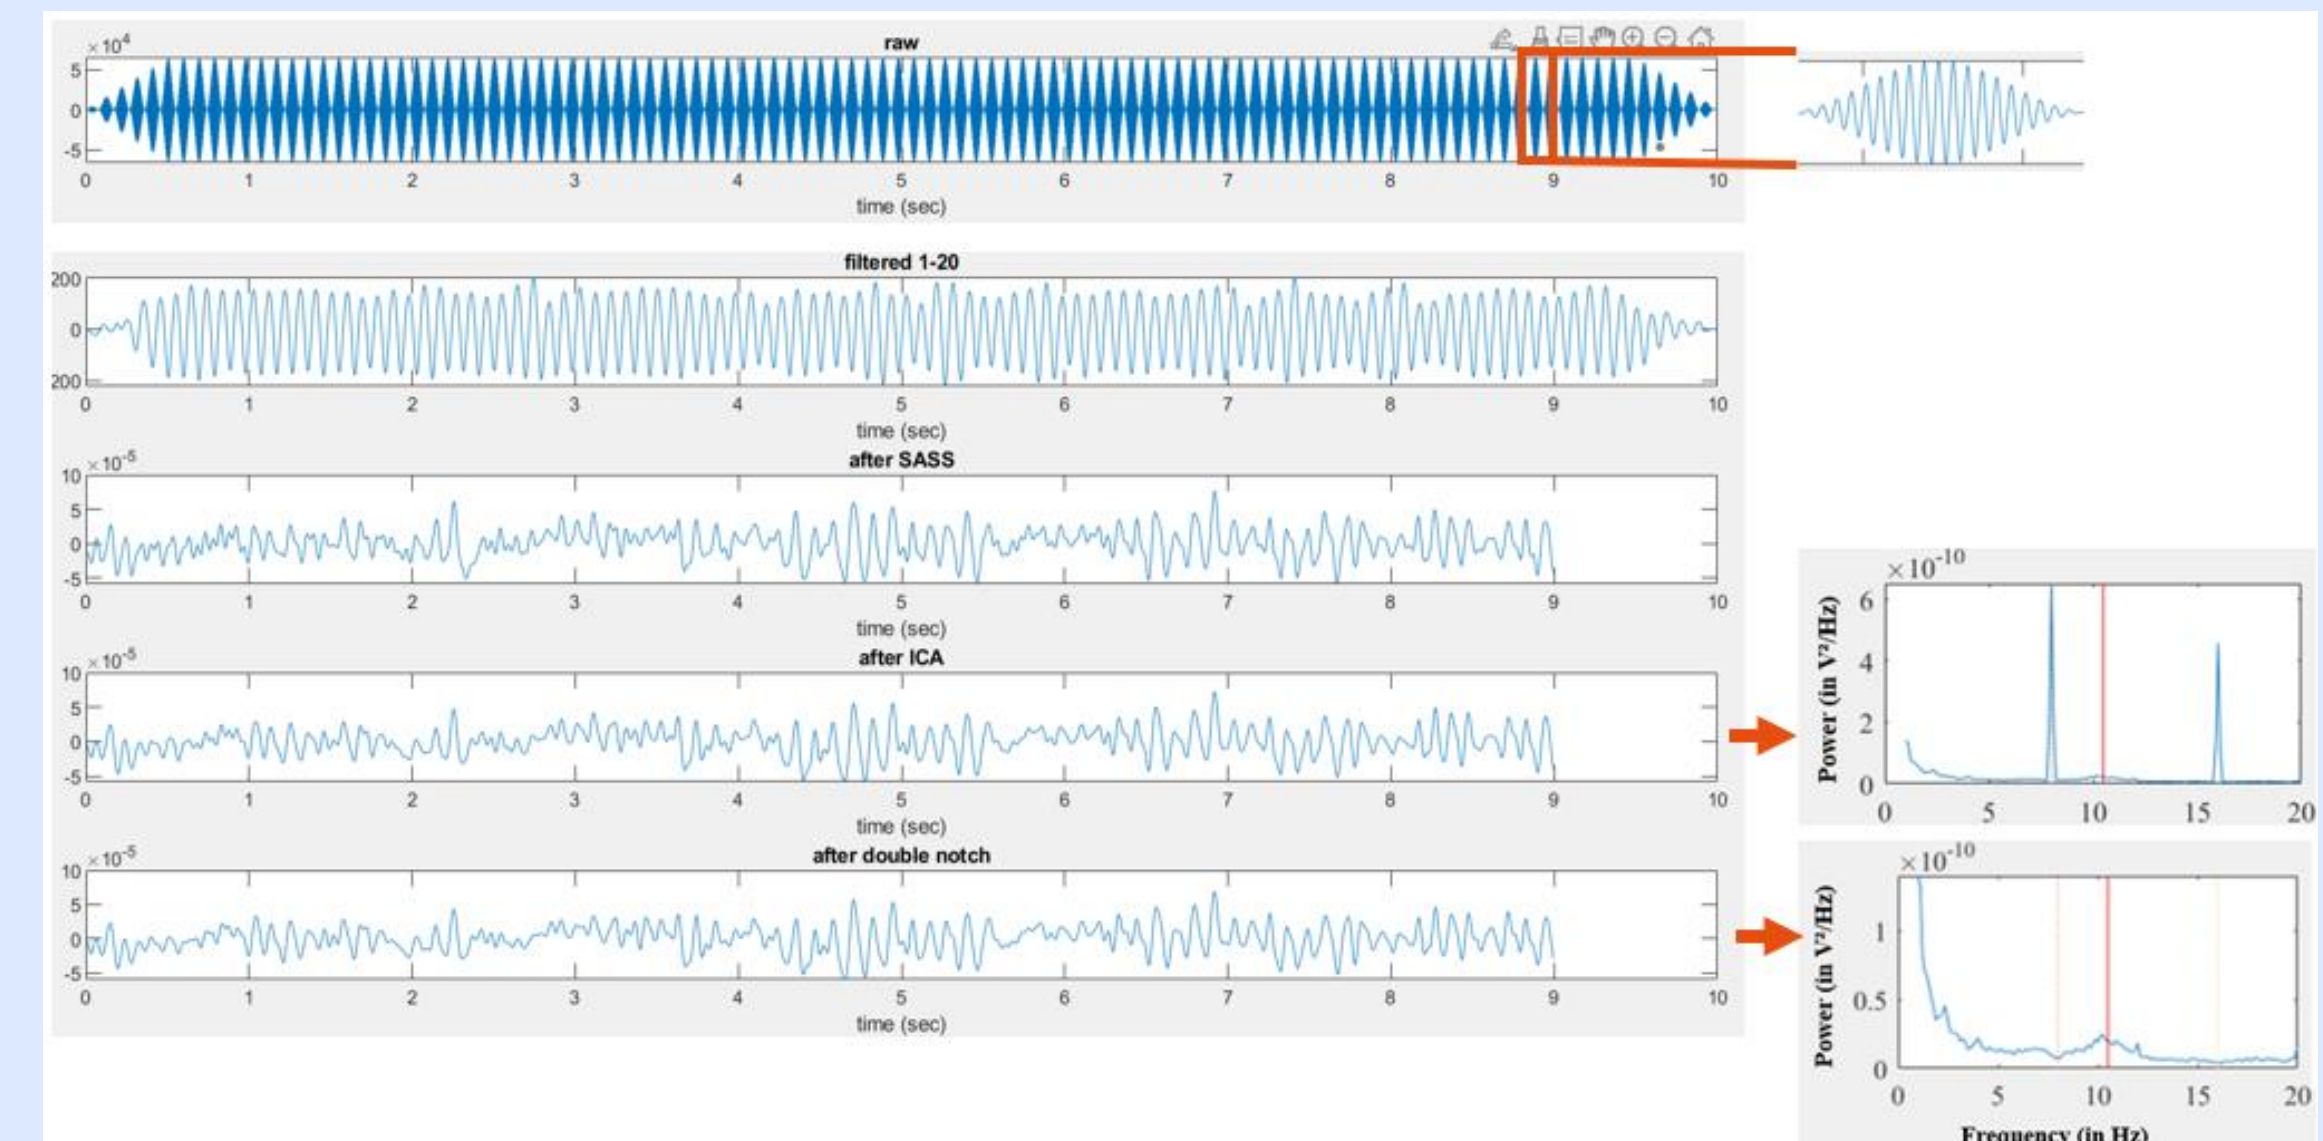 raw
×10⁴
5
0
-5
0 1 2 3 4 5 6 7 8 9 10
time (sec)
filtered 1-20
200
0
200
0 1 2 3 4 5 6 7 8 9 10
time (sec)
after SASS
×10⁻⁵
10
5
0
-5
0 1 2 3 4 5 6 7 8 9 10
time (sec)
after ICA
×10⁻⁵
10
5
0
-5
0 1 2 3 4 5 6 7 8 9 10
time (sec)
after double notch
×10⁻⁵
10
5
0
-5
0 1 2 3 4 5 6 7 8 9 10
time (sec)
×10⁻¹⁰
Power (in V²/Hz)
6
4
2
0
0 5 10 15 20
×10⁻¹⁰
Power (in V²/Hz)
1
0.5
0
0 5 10 15 20
Frequency (in Hz)